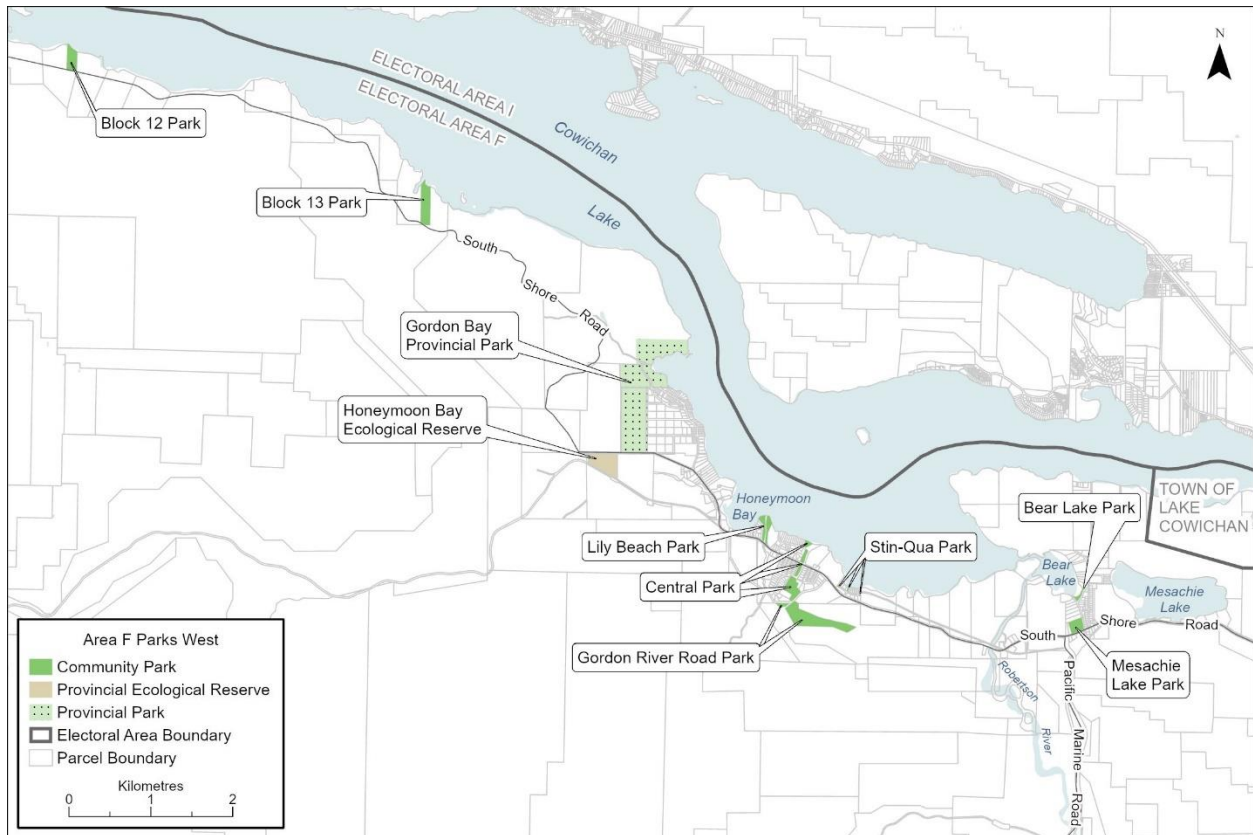 N
ELECTORAL AREA I
ELECTORAL AREA F
Block 12 Park
Cowichan
Lake
Block 13 Park
South
Shore
Road
Gordon Bay
Provincial Park
Honeymoon Bay
Ecological Reserve
Honeymoon
Bay
TOWN OF
LAKE
COWICHAN
Bear Lake Park
Lily Beach Park
Stin-Qua Park
Bear
Lake
Central Park
Mesachie
Lake
South Shore Road
Gordon River Road Park
Mesachie
Lake Park
Robertson
River
Pacific Marine Road
Area F Parks West
Community Park
Provincial Ecological Reserve
Provincial Park
Electoral Area Boundary
Parcel Boundary
Kilometres
0 1 2